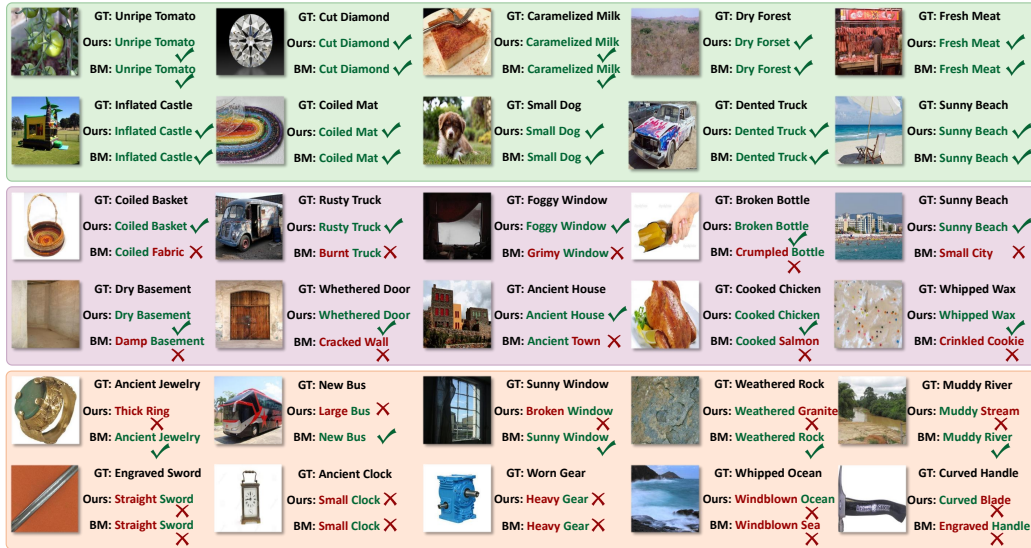 GT: Unripe Tomato
Ours: Unripe Tomato
BM: Unripe Tomato
GT: Cut Diamond
Ours: Cut Diamond
BM: Cut Diamond
GT: Caramelized Milk
Ours: Caramelized Milk
BM: Caramelized Milk
GT: Dry Forest
Ours: Dry Forset
BM: Dry Forest
GT: Fresh Meat
Ours: Fresh Meat
BM: Fresh Meat
GT: Inflated Castle
Ours: Inflated Castle
BM: Inflated Castle
GT: Coiled Mat
Ours: Coiled Mat
BM: Coiled Mat
GT: Small Dog
Ours: Small Dog
BM: Small Dog
GT: Dented Truck
Ours: Dented Truck
BM: Dented Truck
GT: Sunny Beach
Ours: Sunny Beach
BM: Sunny Beach
GT: Coiled Basket
Ours: Coiled Basket
BM: Coiled Fabric
GT: Rusty Truck
Ours: Rusty Truck
BM: Burnt Truck
GT: Foggy Window
Ours: Foggy Window
BM: Grimy Window
GT: Broken Bottle
Ours: Broken Bottle
BM: Crumpled Bottle
GT: Sunny Beach
Ours: Sunny Beach
BM: Small City
GT: Dry Basement
Ours: Dry Basement
BM: Damp Basement
GT: Whethered Door
Ours: Whethered Door
BM: Cracked Wall
GT: Ancient House
Ours: Ancient House
BM: Ancient Town
GT: Cooked Chicken
Ours: Cooked Chicken
BM: Cooked Salmon
GT: Whipped Wax
Ours: Whipped Wax
BM: Crinkled Cookie
GT: Ancient Jewelry
Ours: Thick Ring
BM: Ancient Jewelry
GT: New Bus
Ours: Large Bus
BM: New Bus
GT: Sunny Window
Ours: Broken Window
BM: Sunny Window
GT: Weathered Rock
Ours: Weathered Granite
BM: Weathered Rock
GT: Muddy River
Ours: Muddy Stream
BM: Muddy River
GT: Engraved Sword
Ours: Straight Sword
BM: Straight Sword
GT: Ancient Clock
Ours: Small Clock
BM: Small Clock
GT: Worn Gear
Ours: Heavy Gear
BM: Heavy Gear
GT: Whipped Ocean
Ours: Windblown Ocean
BM: Windblown Sea
GT: Curved Handle
Ours: Curved Blade
BM: Engraved Handle